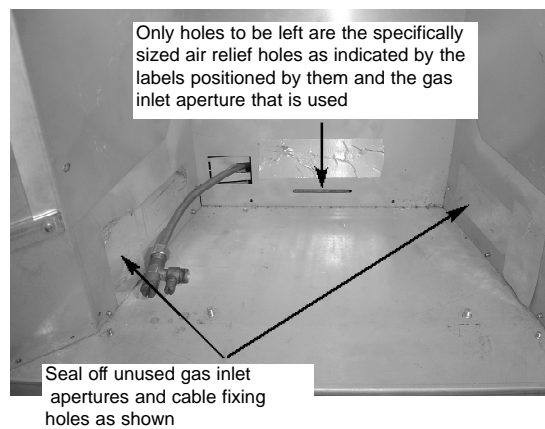 Only holes to be left are the specifically
sized air relief holes as indicated by the
labels positioned by them and the gas
inlet aperture that is used
Seal off unused gas inlet
apertures and cable fixing
holes as shown